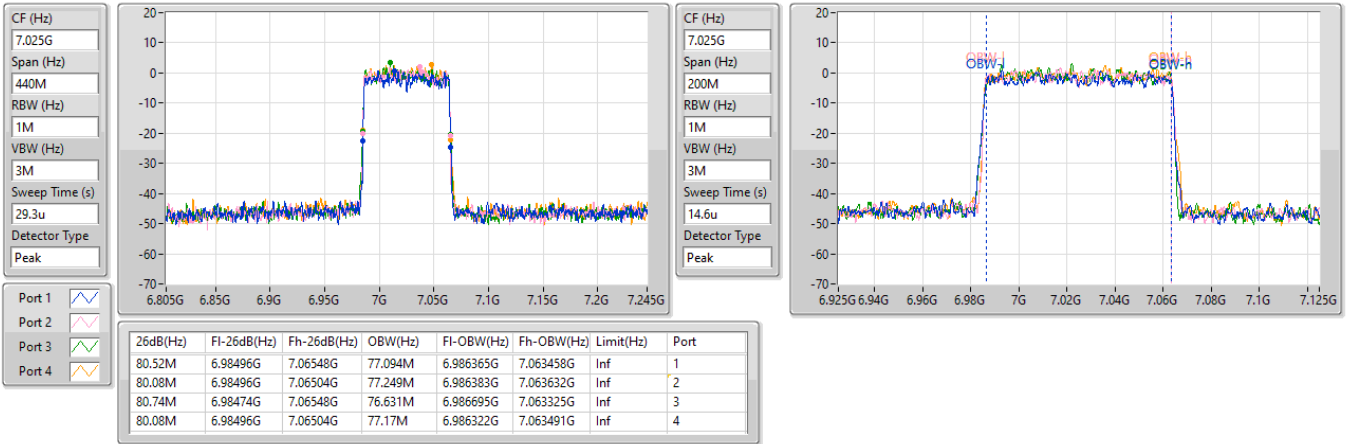 CF (Hz)
7.025G
Span (Hz)
440M
RBW (Hz)
1M
VBW (Hz)
3M
Sweep Time (s)
29.3u
Detector Type
Peak
20
10
0
-10
-20
-30
-40
-50
-60
-70
6.805G 6.85G 6.9G 6.95G 7G 7.05G 7.1G 7.15G 7.2G 7.245G
CF (Hz)
7.025G
Span (Hz)
200M
RBW (Hz)
1M
VBW (Hz)
3M
Sweep Time (s)
14.6u
Detector Type
Peak
20
10
0
-10
-20
-30
-40
-50
-60
-70
OBW-l OBW-h
6.925G 6.94G 6.96G 6.98G 7G 7.02G 7.04G 7.06G 7.08G 7.1G 7.125G
Port 1
Port 2
Port 3
Port 4
26dB(Hz) Fl-26dB(Hz) Fh-26dB(Hz) OBW(Hz) Fl-OBW(Hz) Fh-OBW(Hz) Limit(Hz) Port
80.52M 6.98496G 7.06548G 77.094M 6.986365G 7.063458G Inf 1
80.08M 6.98496G 7.06504G 77.249M 6.986383G 7.063632G Inf 2
80.74M 6.98474G 7.06548G 76.631M 6.986695G 7.063325G Inf 3
80.08M 6.98496G 7.06504G 77.17M 6.986322G 7.063491G Inf 4